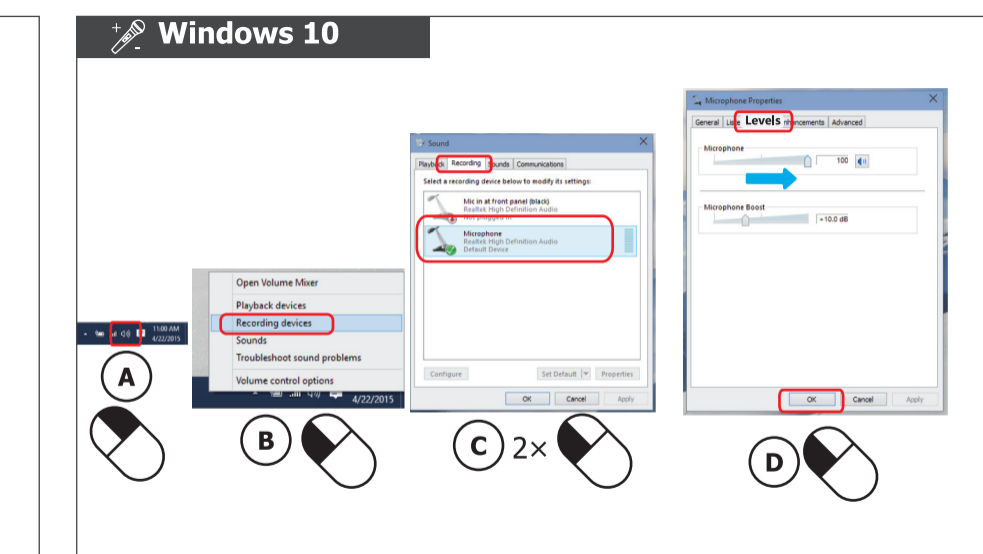 + - Windows 10
11:00 AM
4/22/2015
A
Open Volume Mixer
Playback devices
Recording devices
Sounds
Troubleshoot sound problems
Volume control options
4/22/2015
B
Sound
Playback Recording Sounds Communications
Select a recording device below to modify its settings:
Mic in at front panel (black)
Realtek High Definition Audio
Not plugged in
Microphone
Realtek High Definition Audio
Default Device
Configure Set Default Properties
OK Cancel Apply
C 2×
Microphone Properties
General Levels Advanced
Microphone
100
Microphone Boost
+10.0 dB
OK Cancel Apply
D